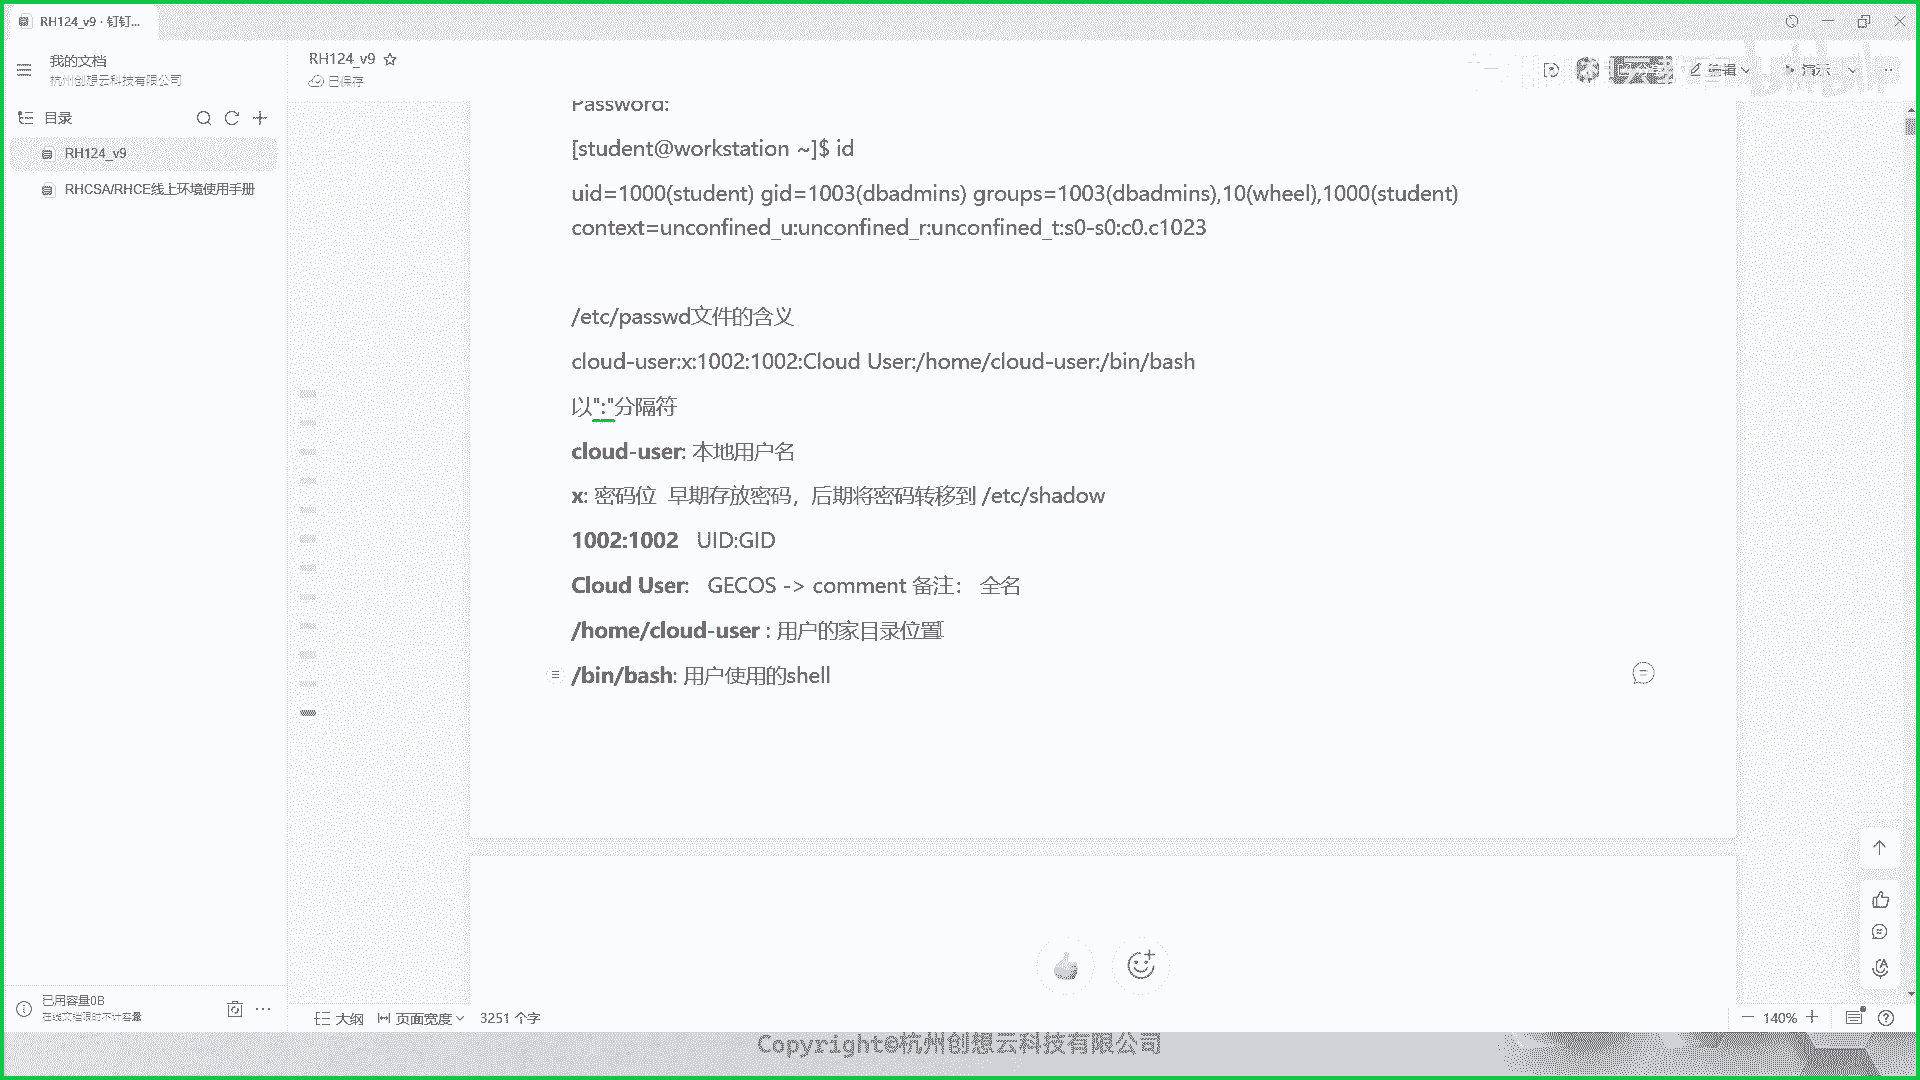 RH124_v9 · 钉钉...
我的文档
杭州创想云科技有限公司
RH124_v9
已保存
编辑
演示
目录
RH124_v9
RHCSA/RHCE线上环境使用手册
Password:
[student@workstation ~]$ id
uid=1000(student) gid=1003(dbadmins) groups=1003(dbadmins),10(wheel),1000(student)
context=unconfined_u:unconfined_r:unconfined_t:s0-s0:c0.c1023
/etc/passwd文件的含义
cloud-user:x:1002:1002:Cloud User:/home/cloud-user:/bin/bash
以":"分隔符
cloud-user: 本地用户名
x: 密码位 早期存放密码，后期将密码转移到 /etc/shadow
1002:1002 UID:GID
Cloud User: GECOS -> comment 备注： 全名
/home/cloud-user : 用户的家目录位置
/bin/bash: 用户使用的shell
已用容量0B
在线文档限时不计容量
大纲 页面宽度 3251 个字
140%
Copyright©杭州创想云科技有限公司